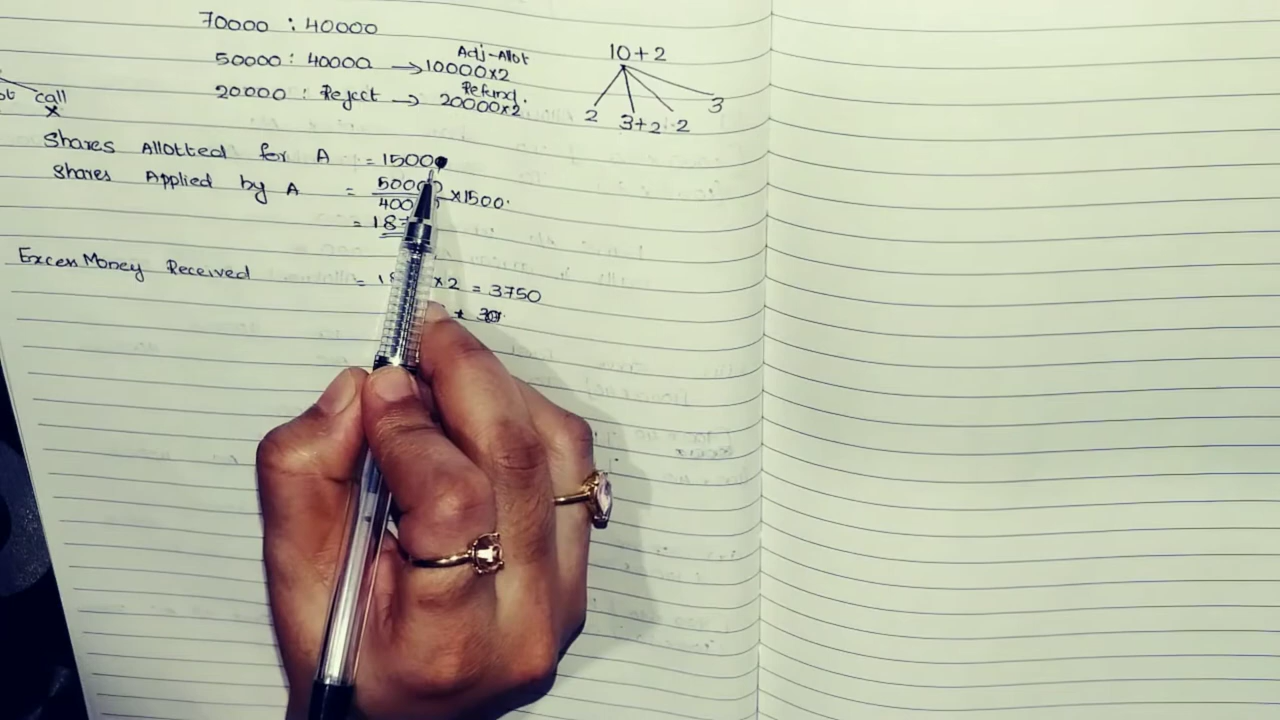 70000 : 40000
50000 : 40000 → 10000×2 Adj-Allot
20000 : Reject → 20000×2 Refund.
10+2
2 3+2 2 3
call
×
Shares Allotted for A = 1500
Shares Applied by A = ×1500.
=
Excess Money Received = ×2 = 3750